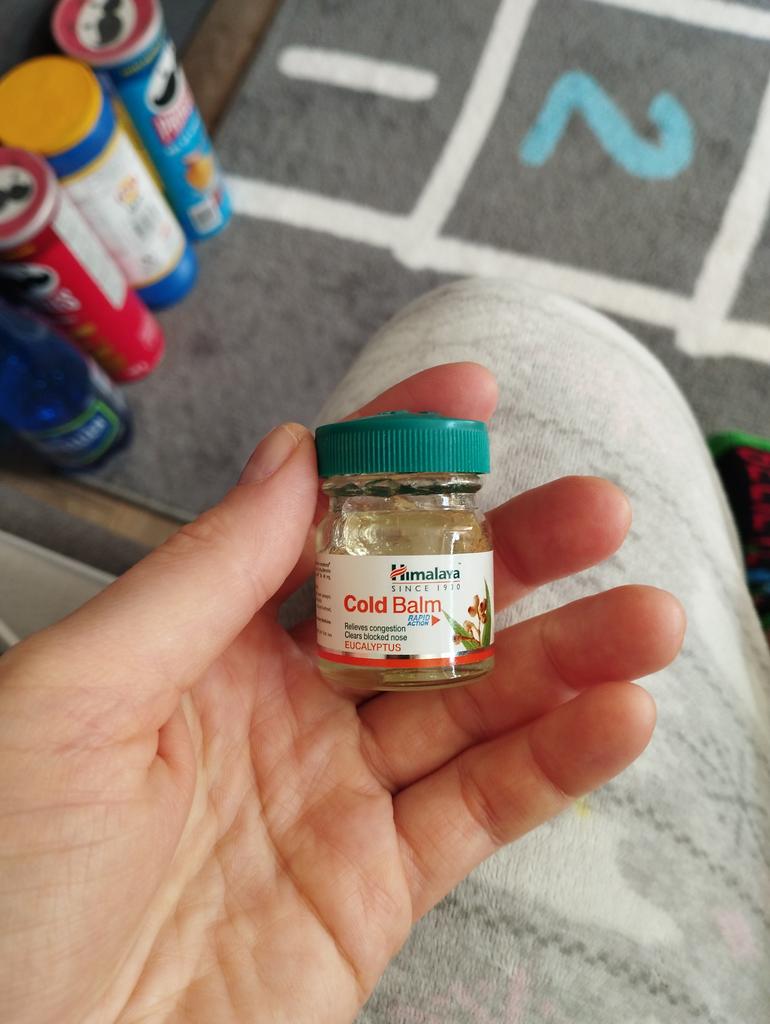 1
2
Himalaya
SINCE 1930
Cold Balm
RAPID
ACTION
Relieves congestion
Clears blocked nose
EUCALYPTUS